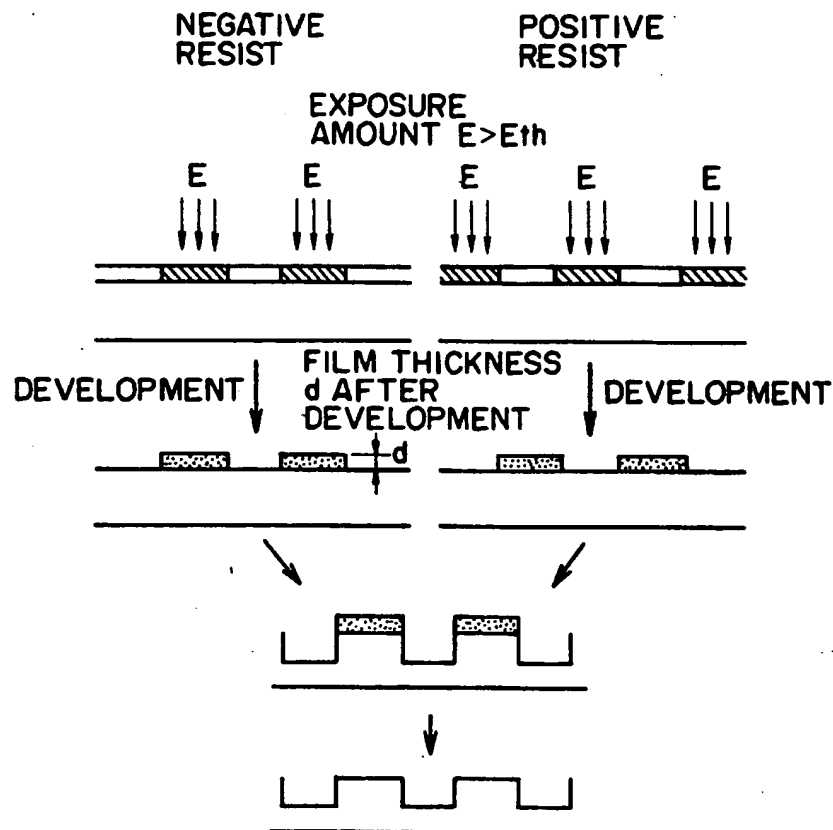 NEGATIVE
RESIST
POSITIVE
RESIST
EXPOSURE
AMOUNT E>Eth
E
E
E
E
E
DEVELOPMENT
FILM THICKNESS
d AFTER
DEVELOPMENT
DEVELOPMENT
d